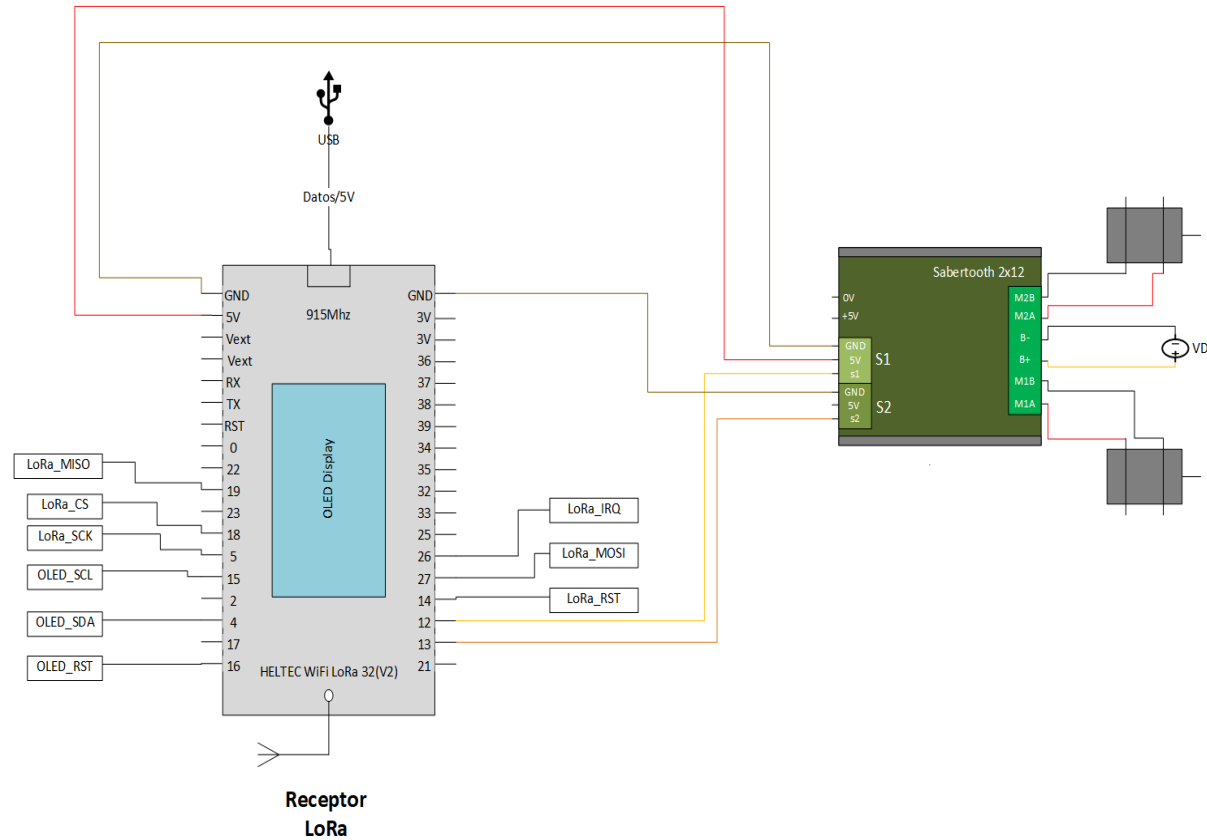 USB
Datos/5V
GND
5V
Vext
Vext
RX
TX
RST
0
22
19
23
18
5
15
2
4
17
16
915Mhz
OLED Display
HELTEC WiFi LoRa 32(V2)
GND
3V
3V
36
37
38
39
34
35
32
33
25
26
27
14
12
13
21
LoRa_MISO
LoRa_CS
LoRa_SCK
OLED_SCL
OLED_SDA
OLED_RST
LoRa_IRQ
LoRa_MOSI
LoRa_RST
Sabertooth 2x12
0V
+5V
GND
5V
s1
S1
GND
5V
s2
S2
M2B
M2A
B-
B+
M1B
M1A
VD
Receptor
LoRa